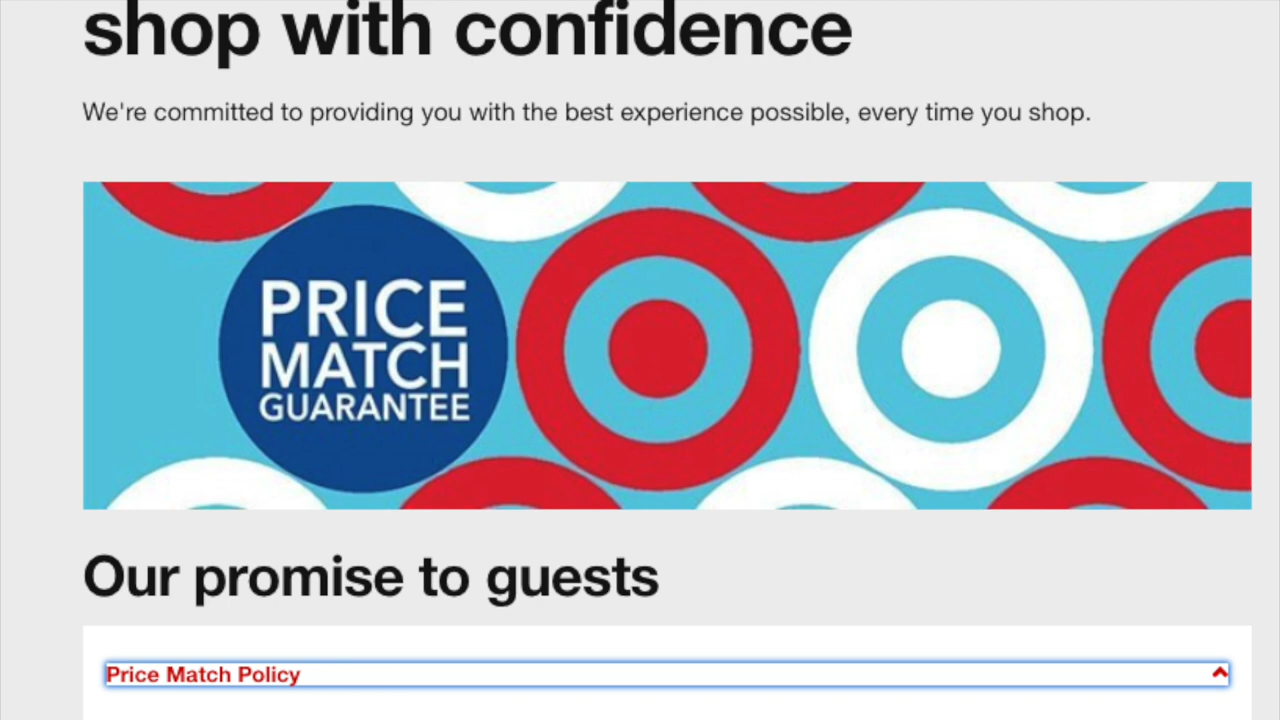 shop with confidence
We're committed to providing you with the best experience possible, every time you shop.
PRICE
MATCH
GUARANTEE
Our promise to guests
Price Match Policy